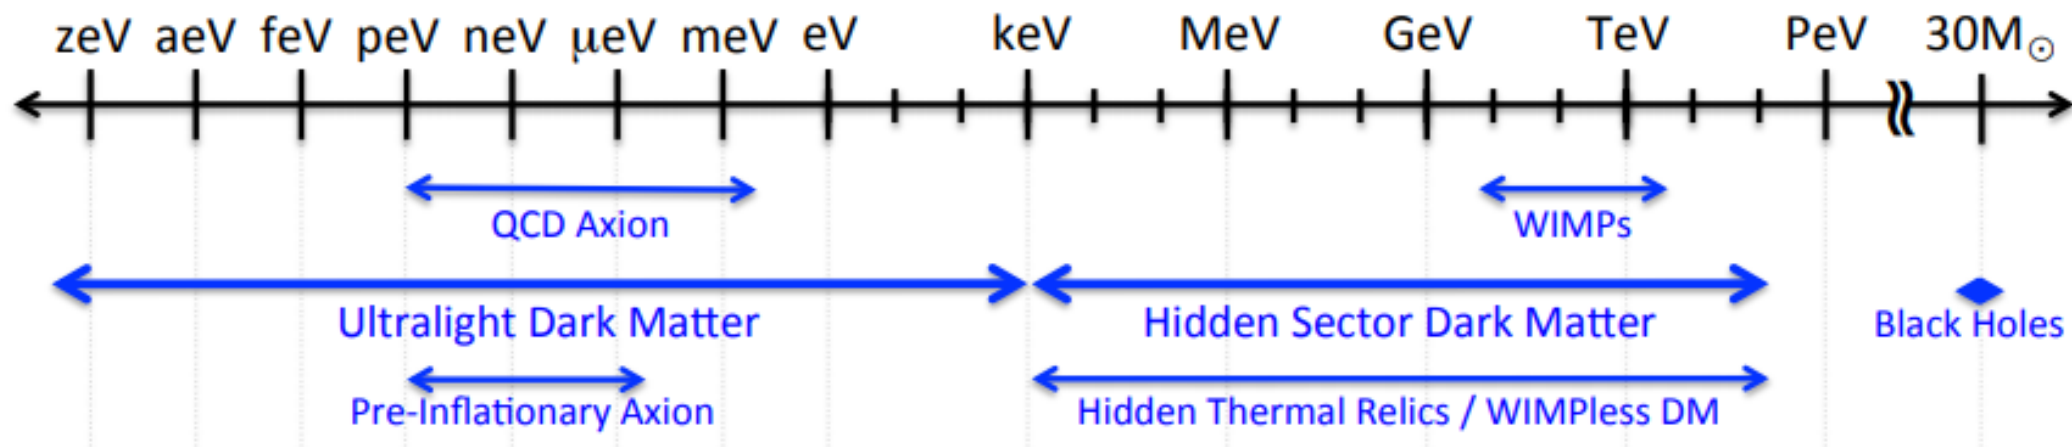 zeV aeV feV peV neV μeV meV eV keV MeV GeV TeV PeV 30M☉
QCD Axion WIMPs
Ultralight Dark Matter Hidden Sector Dark Matter Black Holes
Pre-Inflationary Axion Hidden Thermal Relics / WIMPless DM